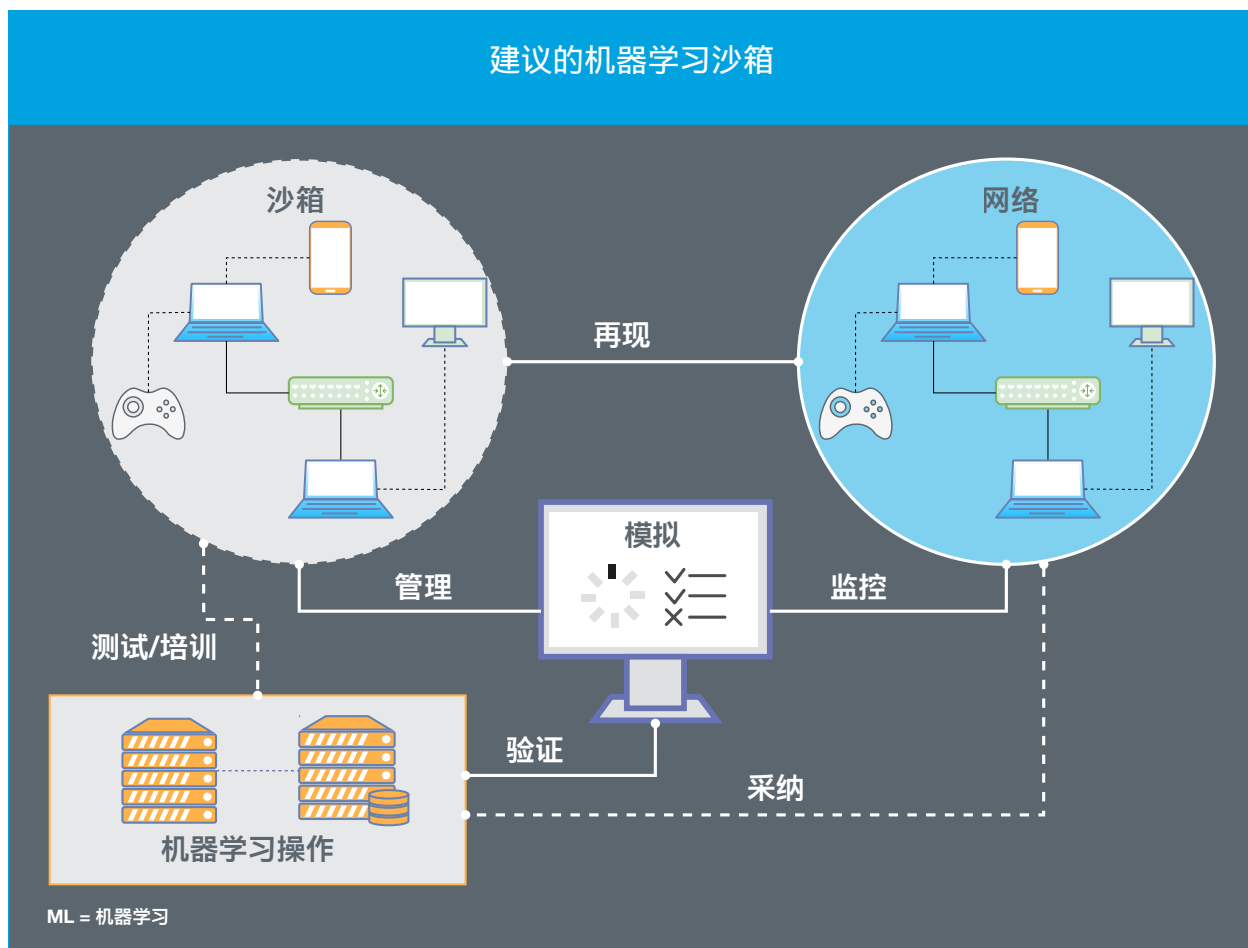 建议的机器学习沙箱
沙箱
网络
再现
模拟
管理
监控
测试/培训
验证
采纳
机器学习操作
ML = 机器学习